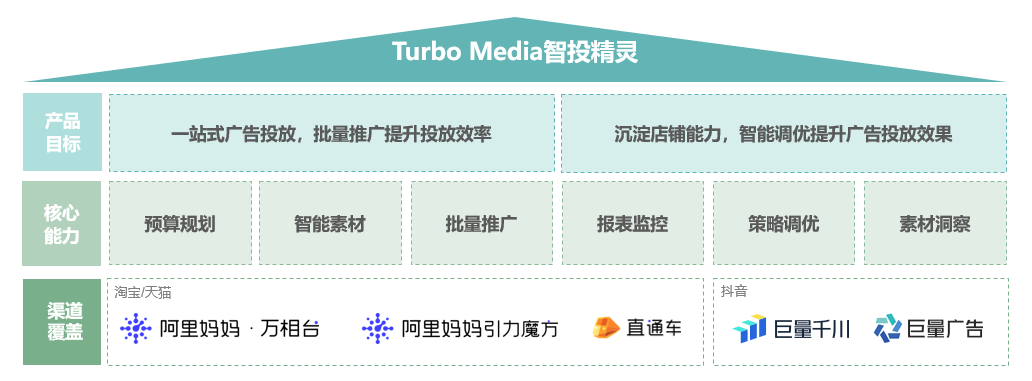 Turbo Media智投精灵
产品
目标
一站式广告投放，批量推广提升投放效率
沉淀店铺能力，智能调优提升广告投放效果
核心
能力
预算规划
智能素材
批量推广
报表监控
策略调优
素材洞察
渠道
覆盖
淘宝/天猫
阿里妈妈·万相台
阿里妈妈引力魔方
直通车
抖音
巨量千川
巨量广告